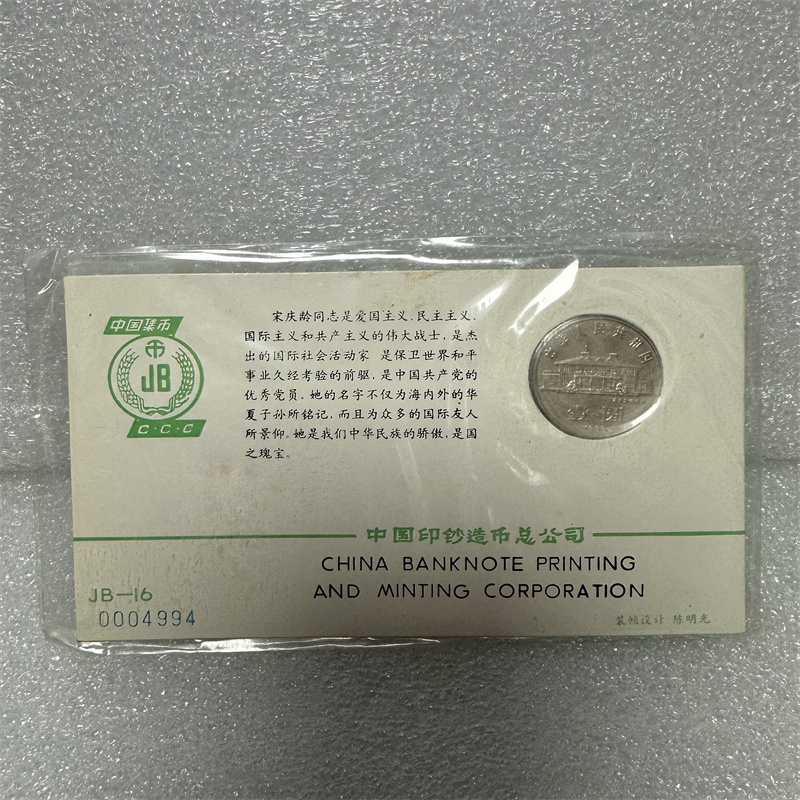 中国集币
JB
C·C·C
宋庆龄同志是爱国主义、民主主义、
国际主义和共产主义的伟大战士,是杰
出的国际社会活动家 是保卫世界和平
事业久经考验的前驱,是中国共产党的
优秀党员。她的名字不仅为海内外的华
夏子孙所铭记,而且为众多的国际友人
所景仰。她是我们中华民族的骄傲,是国
之瑰宝。
中华人民共和国
中国印钞造币总公司
CHINA BANKNOTE PRINTING
AND MINTING CORPORATION
JB—16
0004994
装帧设计 陈明光